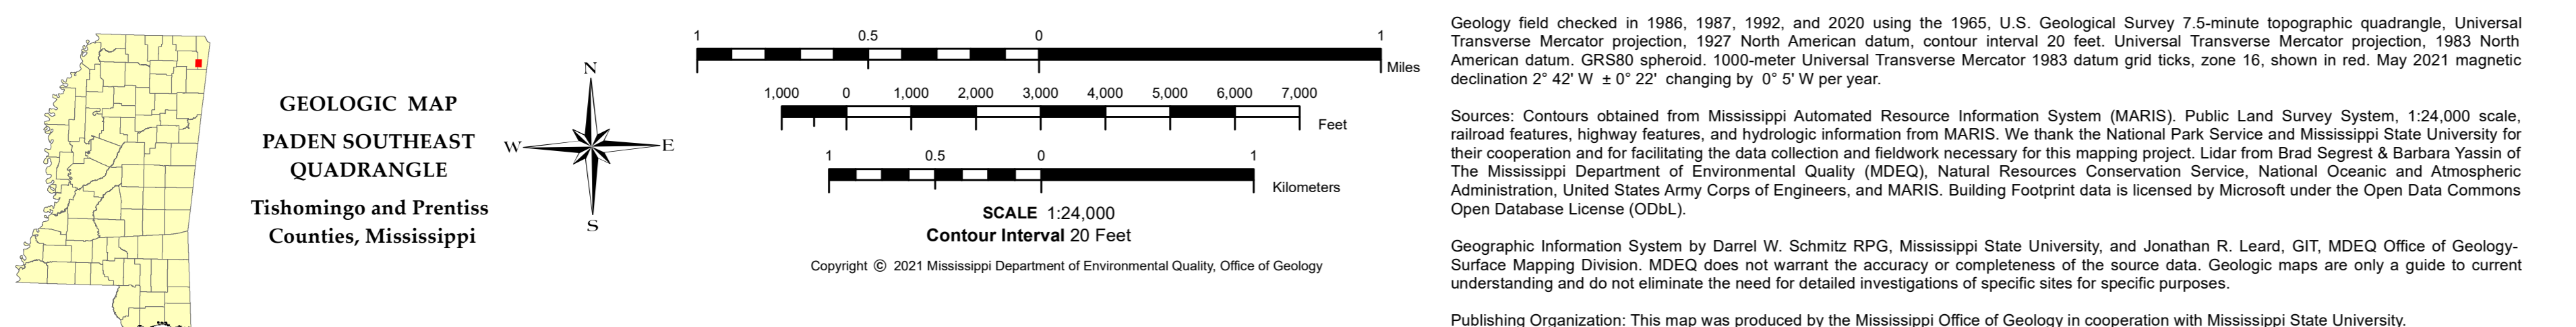 GEOLOGIC MAP
PADEN SOUTHEAST
QUADRANGLE
Tishomingo and Prentiss
Counties, Mississippi
N
W
E
S
1 0.5 0 1
Miles
1,000 0 1,000 2,000 3,000 4,000 5,000 6,000 7,000
Feet
1 0.5 0 1
Kilometers
SCALE 1:24,000
Contour Interval 20 Feet
Copyright © 2021 Mississippi Department of Environmental Quality, Office of Geology
Geology field checked in 1986, 1987, 1992, and 2020 using the 1965, U.S. Geological Survey 7.5-minute topographic quadrangle, Universal
Transverse Mercator projection, 1927 North American datum, contour interval 20 feet. Universal Transverse Mercator projection, 1983 North
American datum. GRS80 spheroid. 1000-meter Universal Transverse Mercator 1983 datum grid ticks, zone 16, shown in red. May 2021 magnetic
declination 2° 42' W ± 0° 22' changing by 0° 5' W per year.
Sources: Contours obtained from Mississippi Automated Resource Information System (MARIS). Public Land Survey System, 1:24,000 scale,
railroad features, highway features, and hydrologic information from MARIS. We thank the National Park Service and Mississippi State University for
their cooperation and for facilitating the data collection and fieldwork necessary for this mapping project. Lidar from Brad Segrest & Barbara Yassin of
The Mississippi Department of Environmental Quality (MDEQ), Natural Resources Conservation Service, National Oceanic and Atmospheric
Administration, United States Army Corps of Engineers, and MARIS. Building Footprint data is licensed by Microsoft under the Open Data Commons
Open Database License (ODbL).
Geographic Information System by Darrel W. Schmitz RPG, Mississippi State University, and Jonathan R. Leard, GIT, MDEQ Office of Geology-
Surface Mapping Division. MDEQ does not warrant the accuracy or completeness of the source data. Geologic maps are only a guide to current
understanding and do not eliminate the need for detailed investigations of specific sites for specific purposes.
Publishing Organization: This map was produced by the Mississippi Office of Geology in cooperation with Mississippi State University.